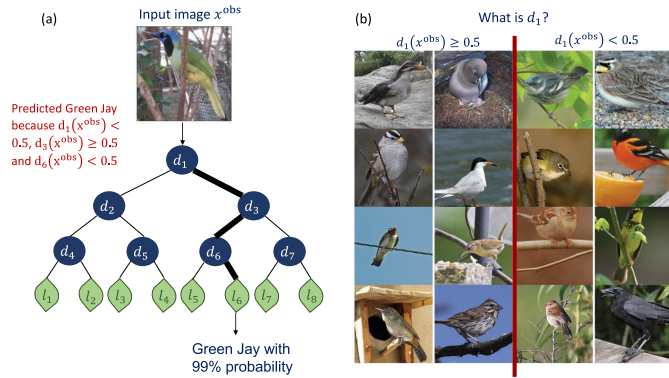 (a)
Input image x^obs
Predicted Green Jay
because d₁(x^obs) <
0.5, d₃(x^obs) ≥ 0.5
and d₆(x^obs) < 0.5
d₁
d₂ d₃
d₄ d₅ d₆ d₇
l₁ l₂ l₃ l₄ l₅ l₆ l₇ l₈
Green Jay with
99% probability
(b)
What is d₁?
d₁(x^obs) ≥ 0.5 d₁(x^obs) < 0.5